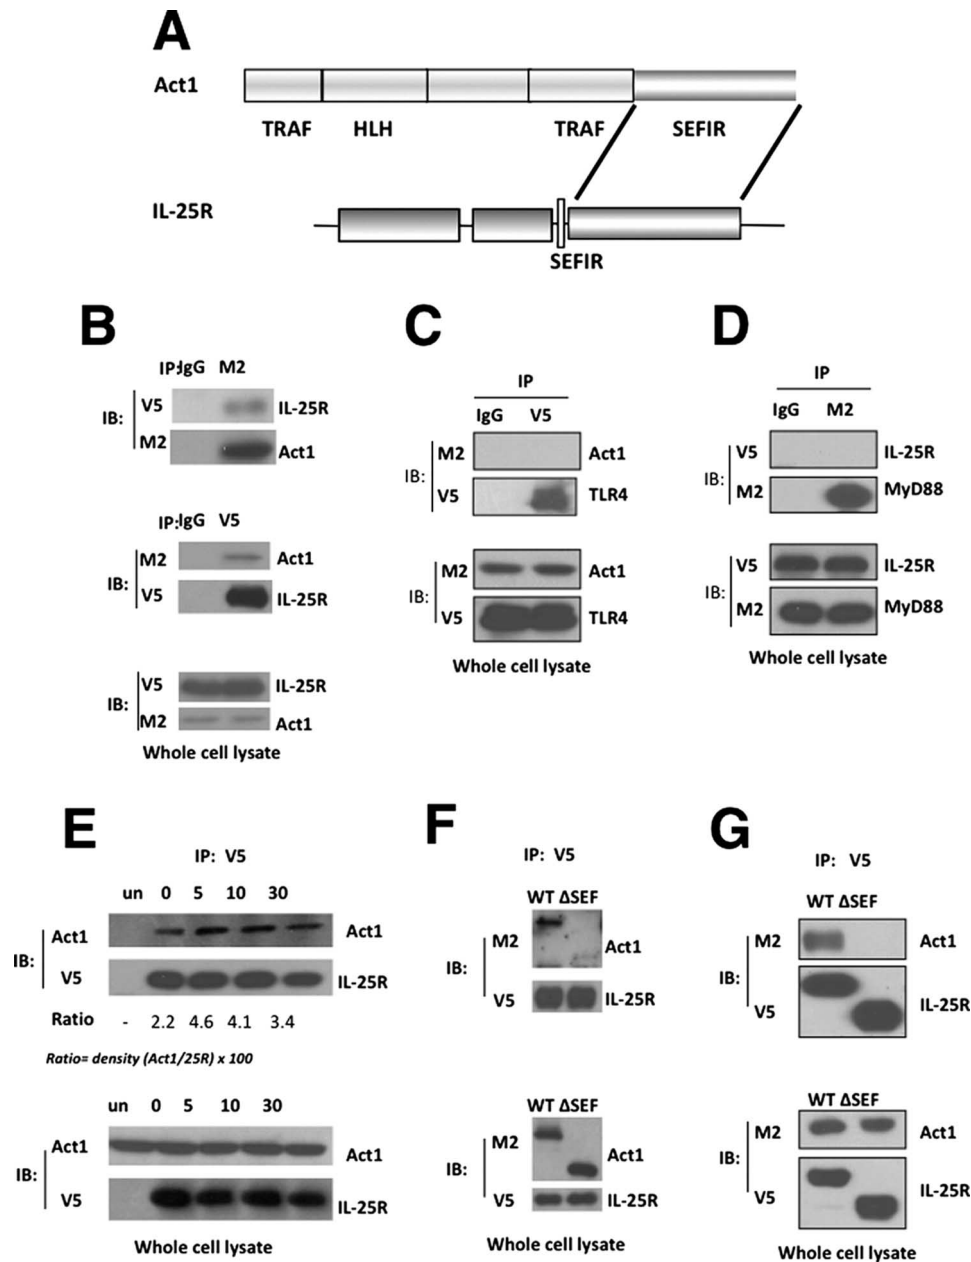 A
Act1
TRAF HLH TRAF SEFIR
IL-25R
SEFIR
B
IP:IgG M2
IB: V5 IL-25R
M2 Act1
IP:IgG V5
IB: M2 Act1
V5 IL-25R
IB: V5 IL-25R
M2 Act1
Whole cell lysate
C
IP
IgG V5
IB: M2 Act1
V5 TLR4
IB: M2 Act1
V5 TLR4
Whole cell lysate
D
IP
IgG M2
IB: V5 IL-25R
M2 MyD88
IB: V5 IL-25R
M2 MyD88
Whole cell lysate
E
IP: V5
un 0 5 10 30
IB: Act1 Act1
V5 IL-25R
Ratio - 2.2 4.6 4.1 3.4
Ratio= density (Act1/25R) x 100
un 0 5 10 30
IB: Act1 Act1
V5 IL-25R
Whole cell lysate
F
IP: V5
WT ΔSEF
IB: M2 Act1
V5 IL-25R
WT ΔSEF
IB: M2 Act1
V5 IL-25R
Whole cell lysate
G
IP: V5
WT ΔSEF
IB: M2 Act1
V5 IL-25R
WT ΔSEF
IB: M2 Act1
V5 IL-25R
Whole cell lysate